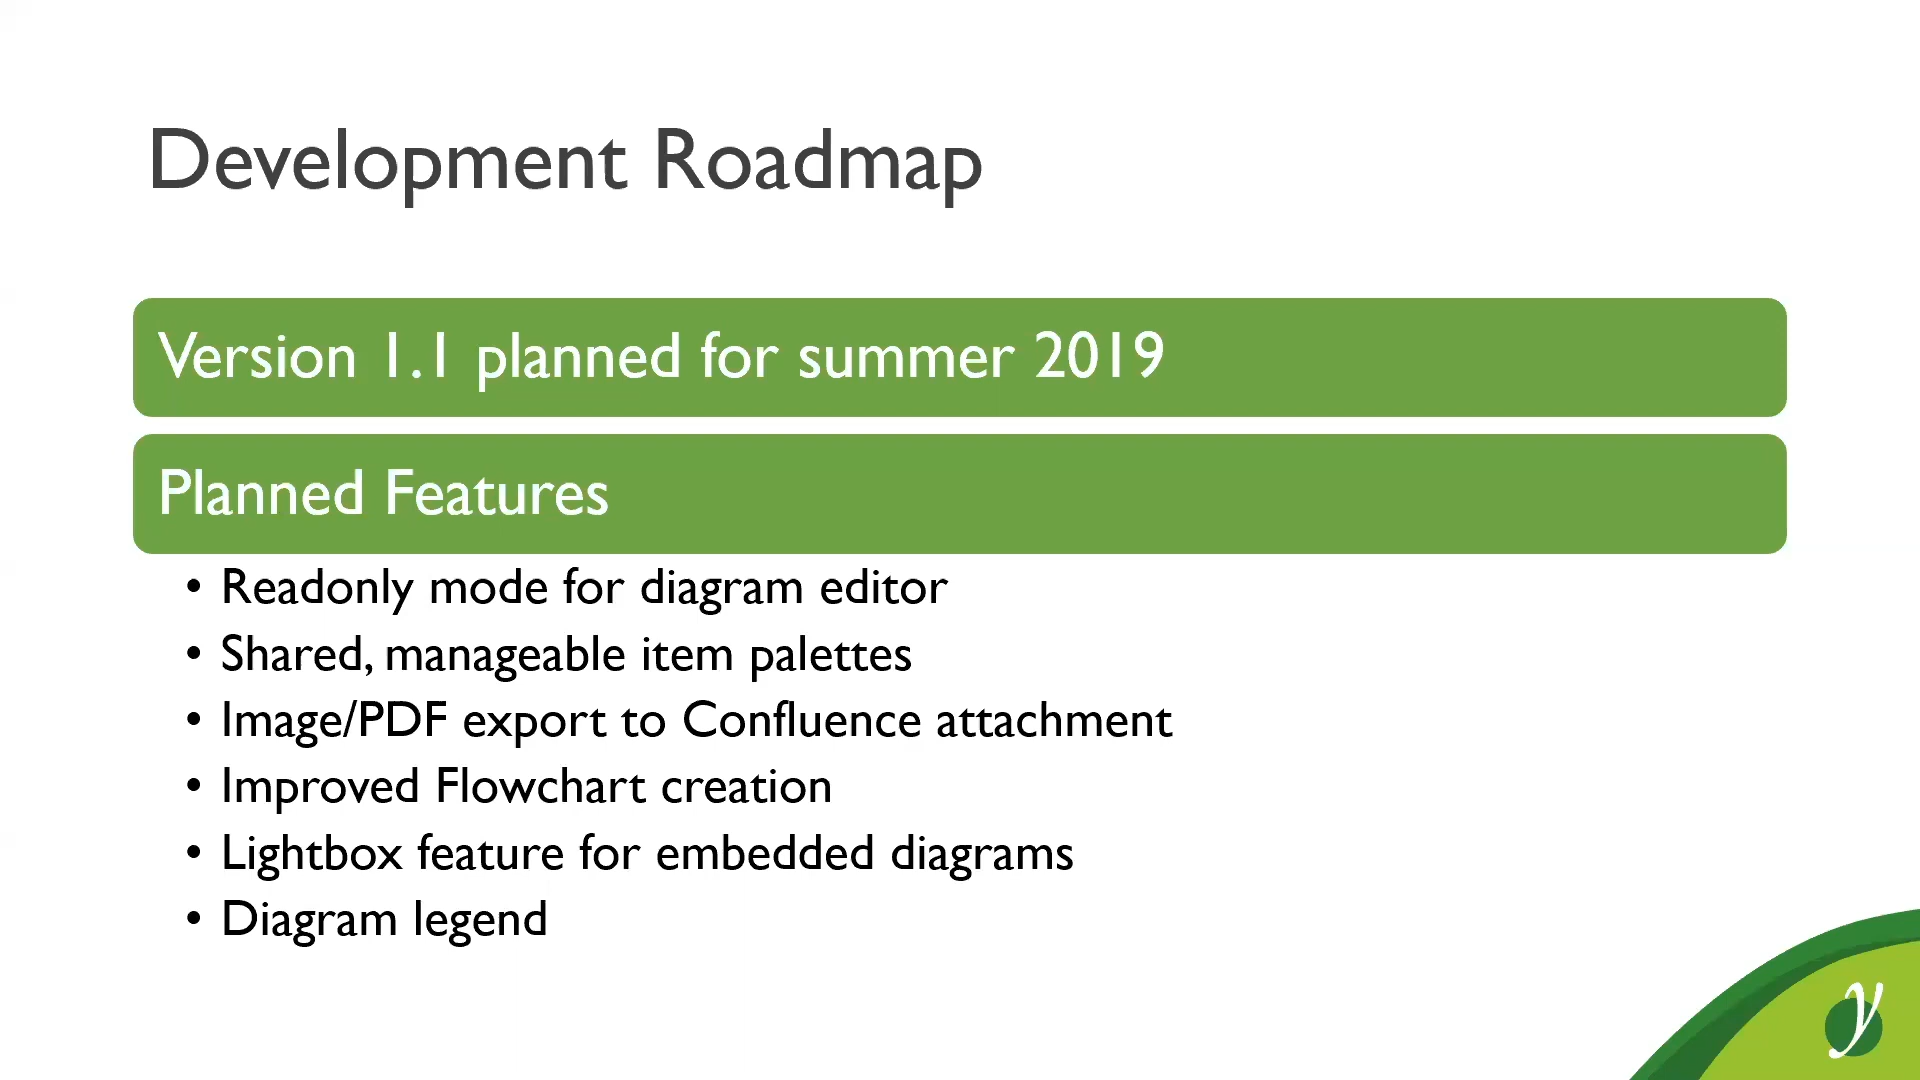 Development Roadmap
Version 1.1 planned for summer 2019
Planned Features
• Readonly mode for diagram editor
• Shared, manageable item palettes
• Image/PDF export to Confluence attachment
• Improved Flowchart creation
• Lightbox feature for embedded diagrams
• Diagram legend
y